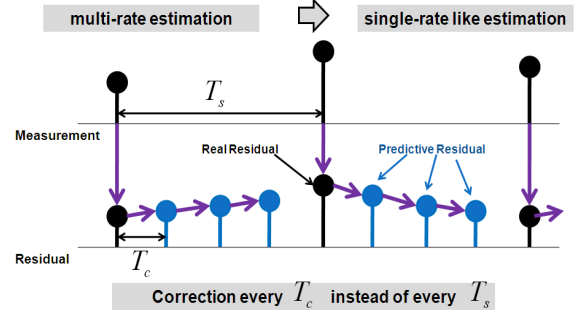 multi-rate estimation
single-rate like estimation
T_s
Measurement
Real Residual
Predictive Residual
T_c
Residual
Correction every T_c instead of every T_s